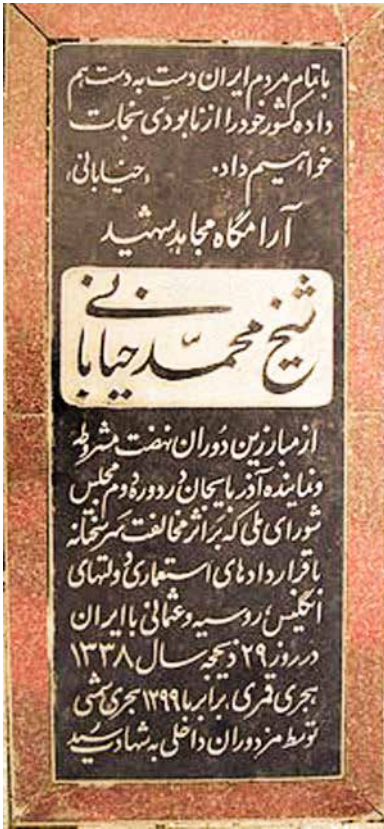 با تمام مردم ایران دست به دست هم
داده کشور خود را از نابودی نجات
خواهیم داد. «خیابانی»
آرامگاه مجاهد شهید
شیخ محمد خیابانی
از مبارزین دوران نهضت مشروطه
و نماینده آذربایجان در دوره دوم مجلس
شورای ملی که بر اثر مخالفت سرسختانه
با قراردادهای استعماری دولتهای
انگلیس، روسیه و عثمانی با ایران
در روز ۲۹ ذیحجه سال ۱۳۳۸
هجری قمری برابر با ۱۲۹۹ هجری شمسی
توسط مزدوران داخلی به شهادت رسید